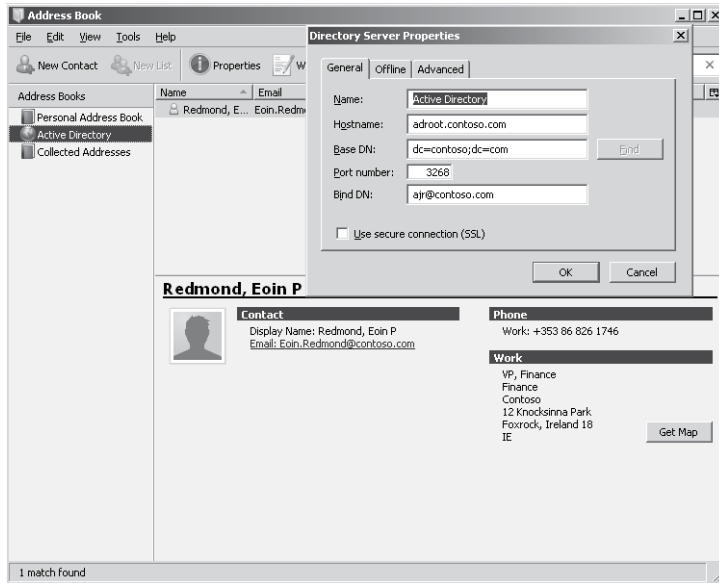 Address Book
File Edit View Tools Help
New Contact New List Properties W
Address Books
Personal Address Book
Active Directory
Collected Addresses
Name Email
Redmond, E... Eoin.Redm
Directory Server Properties
General Offline Advanced
Name: Active Directory
Hostname: adroot.contoso.com
Base DN: dc=contoso;dc=com Find
Port number: 3268
Bind DN: ajr@contoso.com
Use secure connection (SSL)
OK Cancel
Redmond, Eoin P
Contact
Display Name: Redmond, Eoin P
Email: Eoin.Redmond@contoso.com
Phone
Work: +353 86 826 1746
Work
VP, Finance
Finance
Contoso
12 Knocksinna Park
Foxrock, Ireland 18
IE
Get Map
1 match found